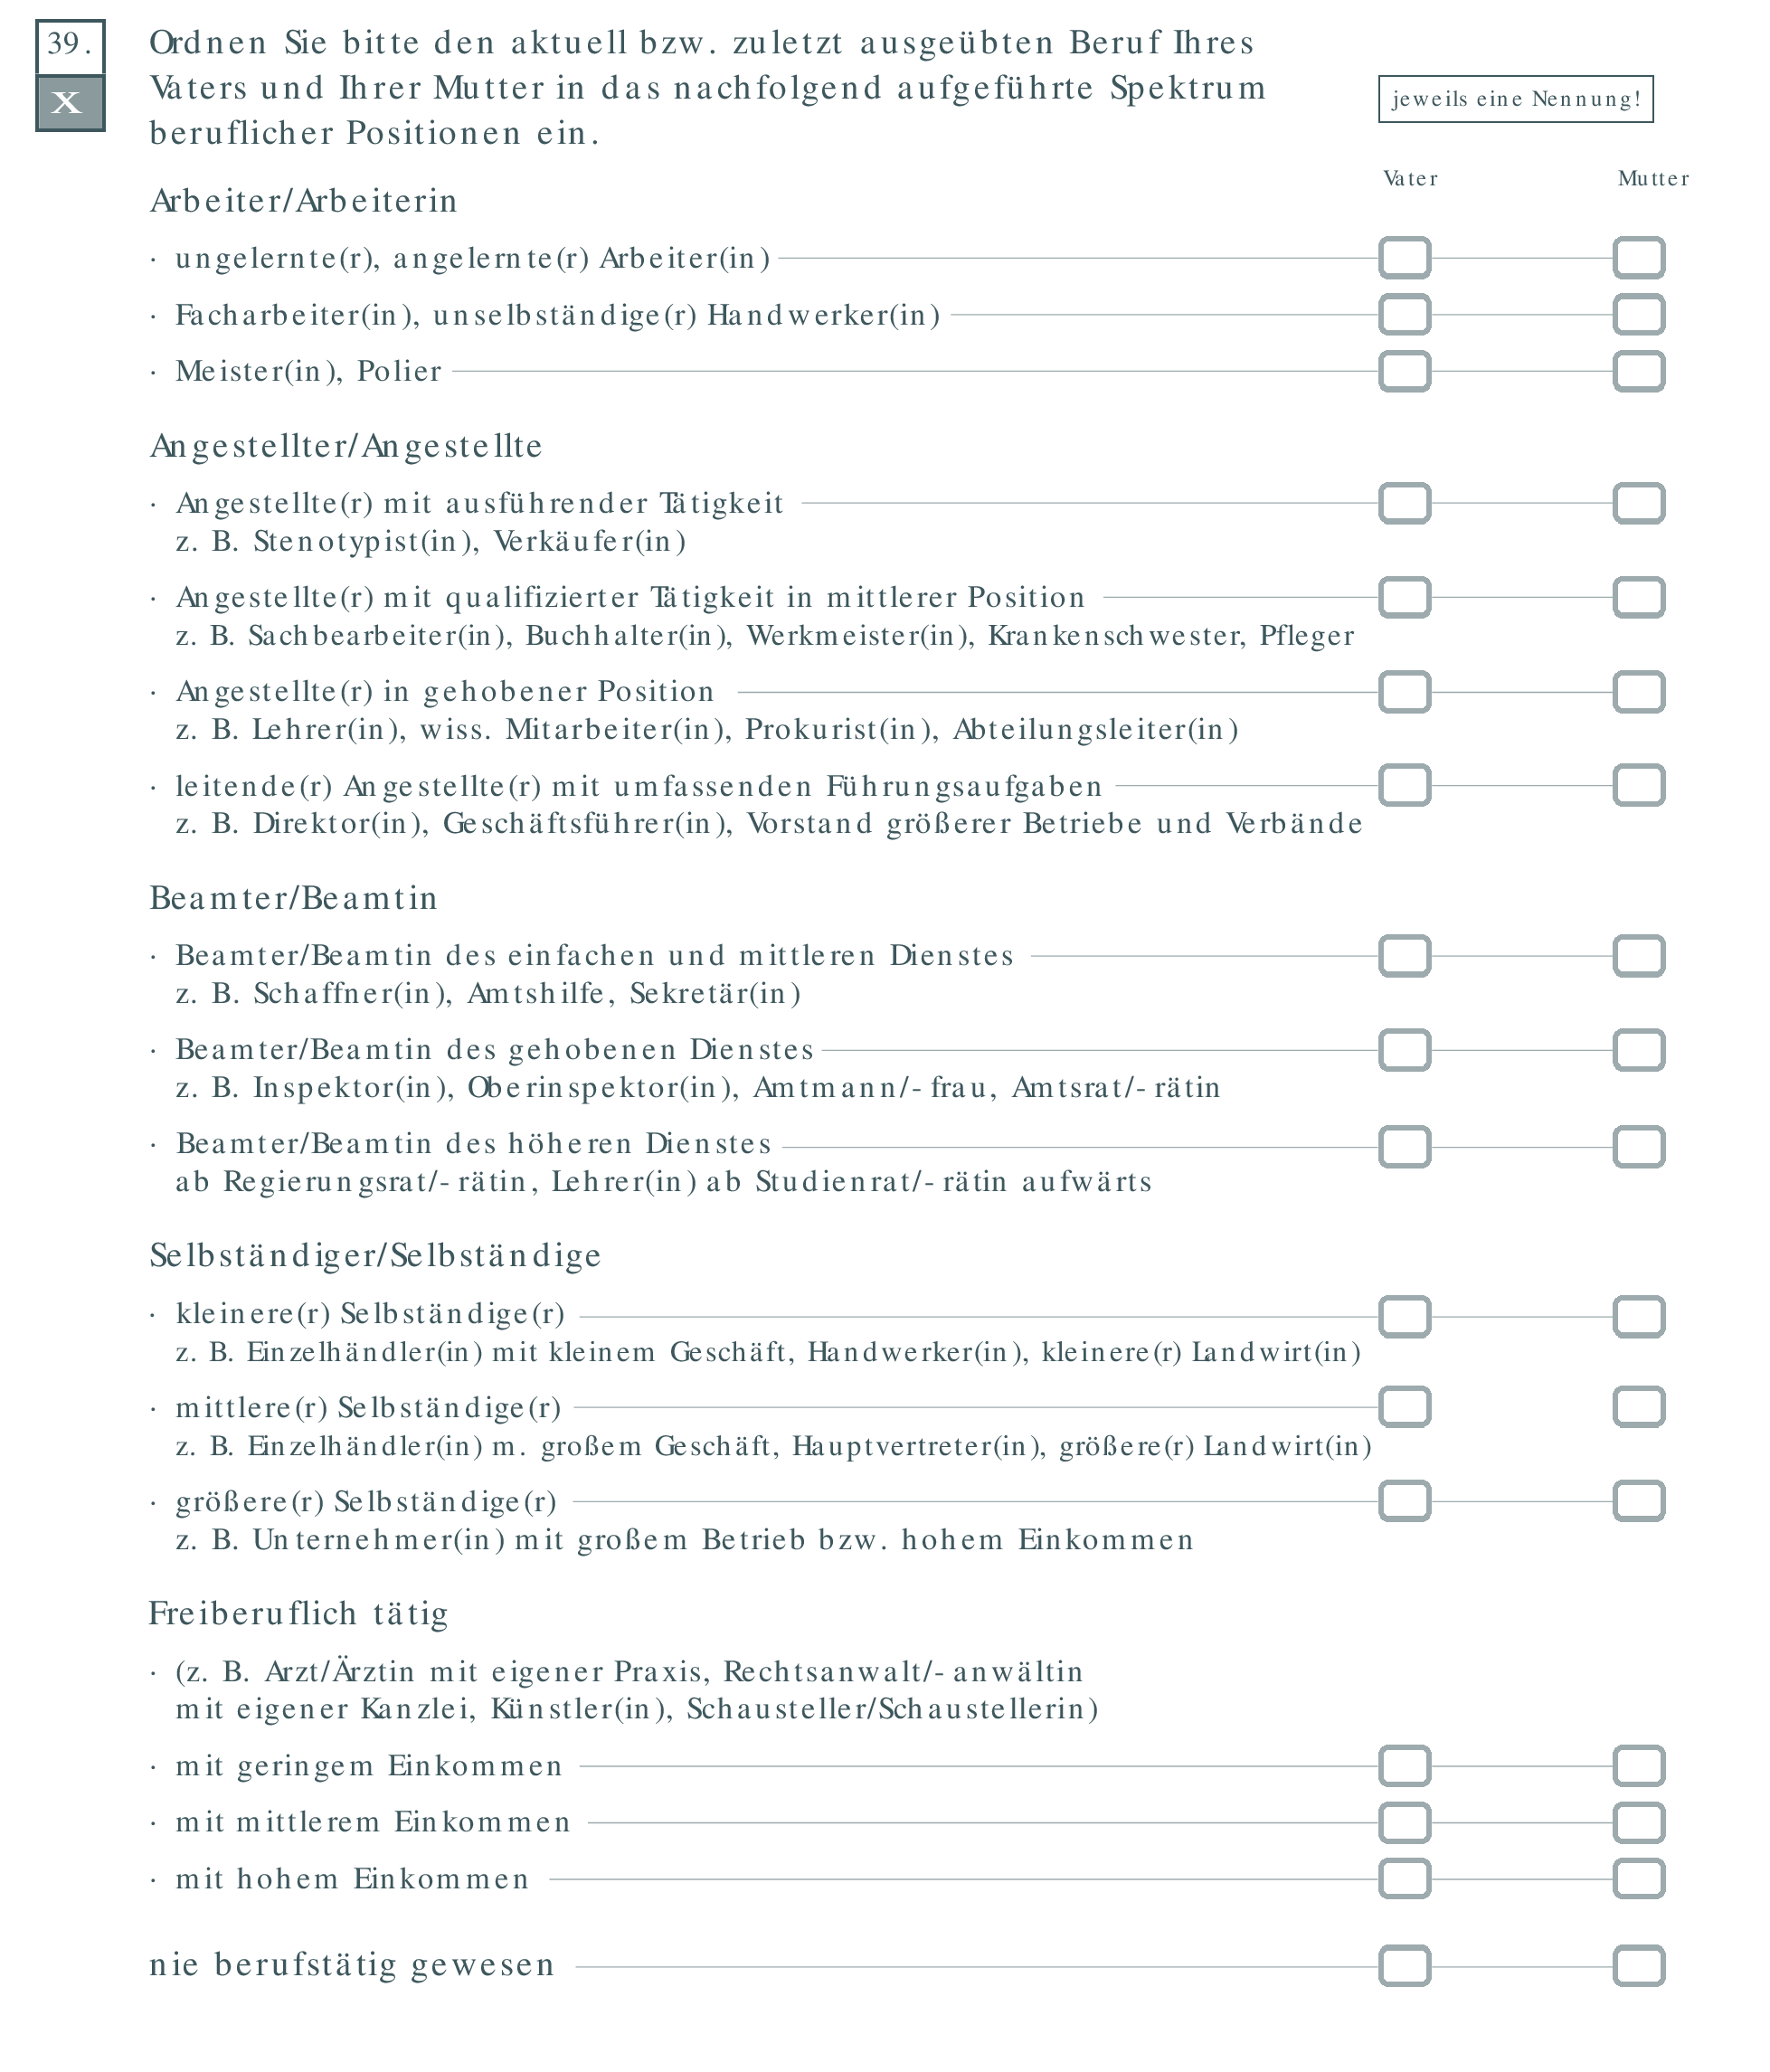 39.
X
Ordnen Sie bitte den aktuell bzw. zuletzt ausgeübten Beruf Ihres
Vaters und Ihrer Mutter in das nachfolgend aufgeführte Spektrum
beruflicher Positionen ein.
jeweils eine Nennung!
Vater Mutter
Arbeiter/Arbeiterin
· ungelernte(r), angelernte(r) Arbeiter(in)
· Facharbeiter(in), unselbständige(r) Handwerker(in)
· Meister(in), Polier
Angestellter/Angestellte
· Angestellte(r) mit ausführender Tätigkeit
z. B. Stenotypist(in), Verkäufer(in)
· Angestellte(r) mit qualifizierter Tätigkeit in mittlerer Position
z. B. Sachbearbeiter(in), Buchhalter(in), Werkmeister(in), Krankenschwester, Pfleger
· Angestellte(r) in gehobener Position
z. B. Lehrer(in), wiss. Mitarbeiter(in), Prokurist(in), Abteilungsleiter(in)
· leitende(r) Angestellte(r) mit umfassenden Führungsaufgaben
z. B. Direktor(in), Geschäftsführer(in), Vorstand größerer Betriebe und Verbände
Beamter/Beamtin
· Beamter/Beamtin des einfachen und mittleren Dienstes
z. B. Schaffner(in), Amtshilfe, Sekretär(in)
· Beamter/Beamtin des gehobenen Dienstes
z. B. Inspektor(in), Oberinspektor(in), Amtmann/-frau, Amtsrat/-rätin
· Beamter/Beamtin des höheren Dienstes
ab Regierungsrat/-rätin, Lehrer(in) ab Studienrat/-rätin aufwärts
Selbständiger/Selbständige
· kleinere(r) Selbständige(r)
z. B. Einzelhändler(in) mit kleinem Geschäft, Handwerker(in), kleinere(r) Landwirt(in)
· mittlere(r) Selbständige(r)
z. B. Einzelhändler(in) m. großem Geschäft, Hauptvertreter(in), größere(r) Landwirt(in)
· größere(r) Selbständige(r)
z. B. Unternehmer(in) mit großem Betrieb bzw. hohem Einkommen
Freiberuflich tätig
· (z. B. Arzt/Ärztin mit eigener Praxis, Rechtsanwalt/-anwältin
mit eigener Kanzlei, Künstler(in), Schausteller/Schaustellerin)
· mit geringem Einkommen
· mit mittlerem Einkommen
· mit hohem Einkommen
nie berufstätig gewesen